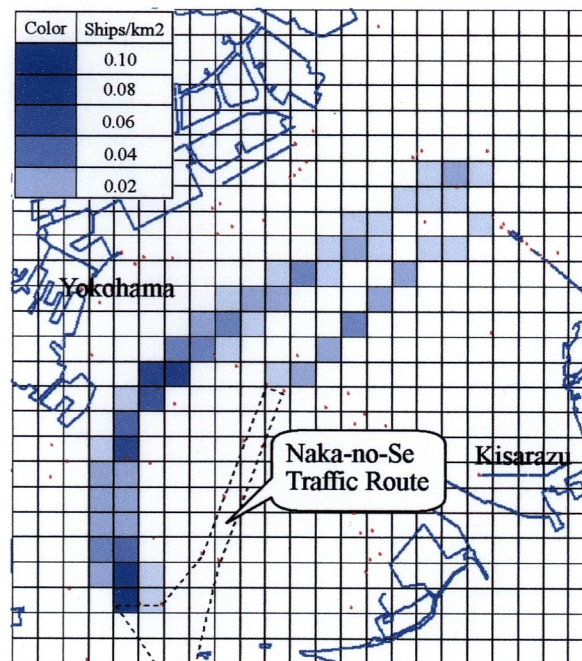 Color Ships/km2
0.10
0.08
0.06
0.04
0.02
Yokohama
Naka-no-Se
Traffic Route
Kisarazu